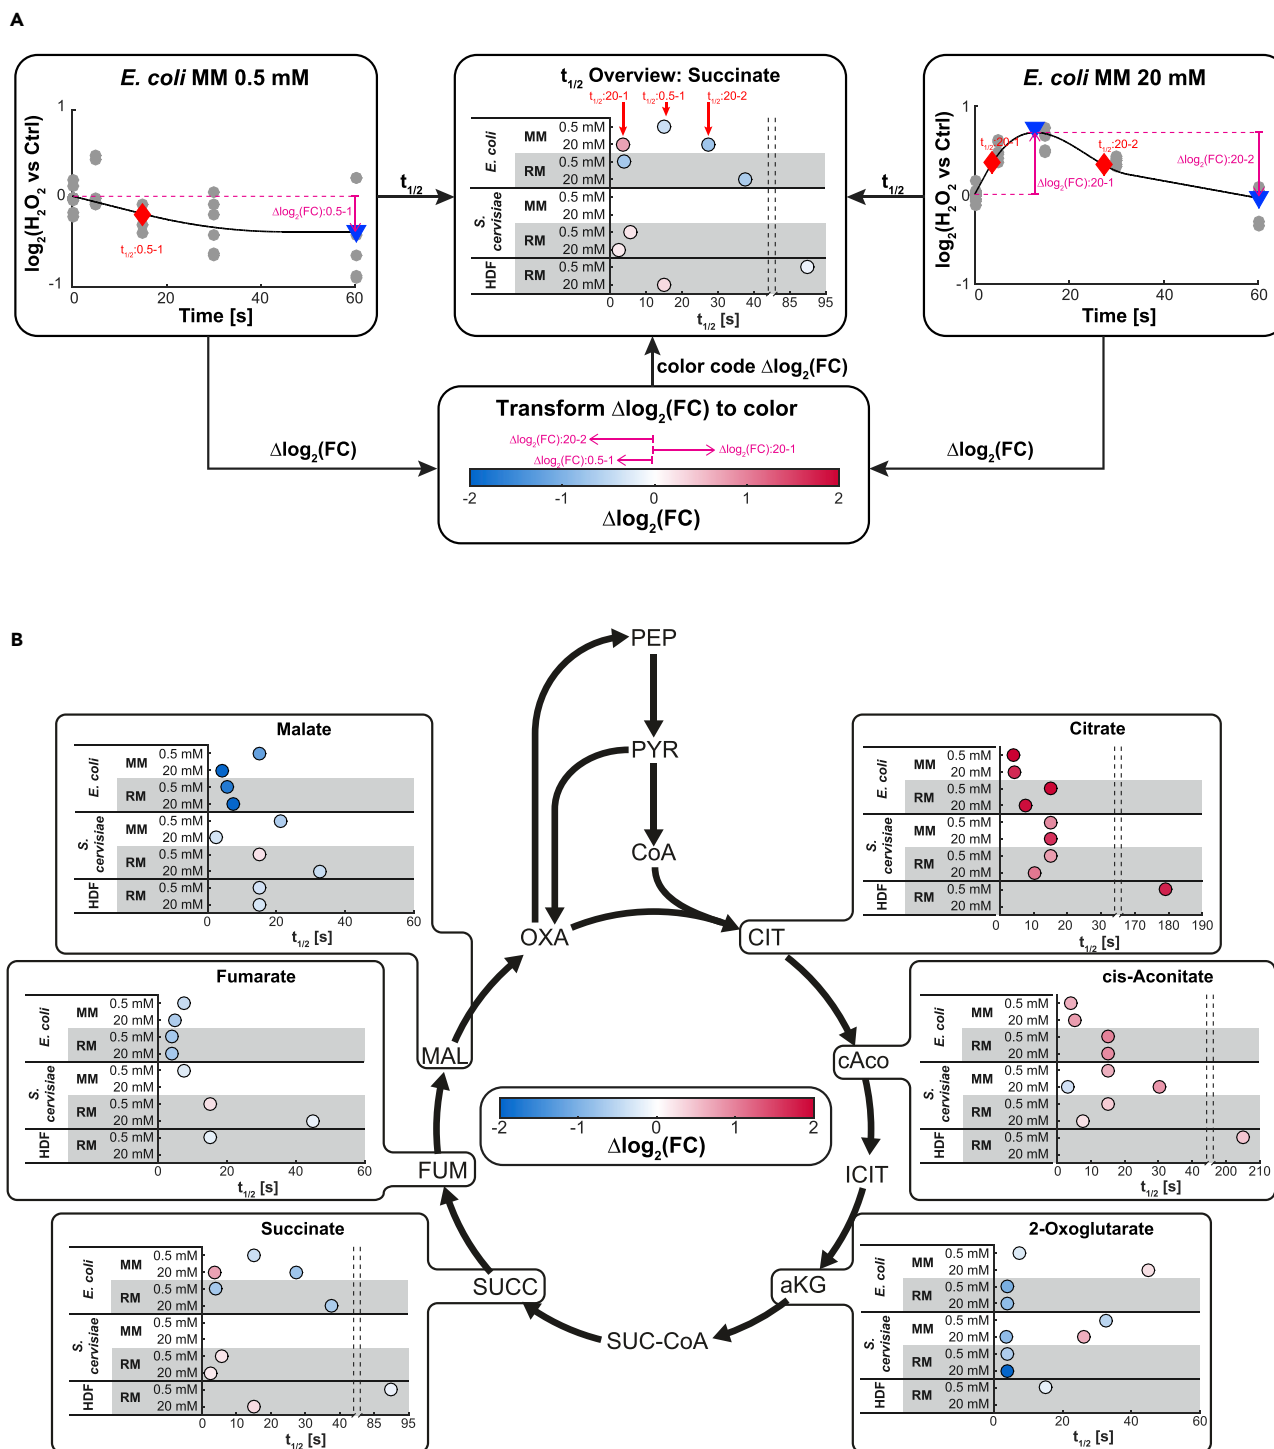 A
E. coli MM 0.5 mM
log2(H2O2 vs Ctrl)
1
0
-1
0
20
40
60
Time [s]
t1/2:0.5-1
Δlog2(FC):0.5-1
t1/2
t1/2 Overview: Succinate
t1/2:20-1
t1/2:0.5-1
t1/2:20-2
E. coli
MM
0.5 mM
20 mM
RM
0.5 mM
20 mM
S. cervisiae
MM
0.5 mM
20 mM
RM
0.5 mM
20 mM
HDF
RM
0.5 mM
20 mM
0
10
20
30
40
85
95
t1/2 [s]
t1/2
E. coli MM 20 mM
log2(H2O2 vs Ctrl)
1
0
-1
0
20
40
60
Time [s]
t1/2:20-1
t1/2:20-2
Δlog2(FC):20-1
Δlog2(FC):20-2
color code Δlog2(FC)
Δlog2(FC)
Δlog2(FC)
Transform Δlog2(FC) to color
Δlog2(FC):20-2
Δlog2(FC):20-1
Δlog2(FC):0.5-1
-2
-1
0
1
2
Δlog2(FC)
B
PEP
PYR
CoA
OXA
CIT
cAco
ICIT
aKG
SUC-CoA
SUCC
FUM
MAL
-2
-1
0
1
2
Δlog2(FC)
Malate
E. coli
MM
0.5 mM
20 mM
RM
0.5 mM
20 mM
S. cervisiae
MM
0.5 mM
20 mM
RM
0.5 mM
20 mM
HDF
RM
0.5 mM
20 mM
0
20
40
60
t1/2 [s]
Citrate
E. coli
MM
0.5 mM
20 mM
RM
0.5 mM
20 mM
S. cervisiae
MM
0.5 mM
20 mM
RM
0.5 mM
20 mM
HDF
RM
0.5 mM
20 mM
0
10
20
30
170
180
190
t1/2 [s]
Fumarate
E. coli
MM
0.5 mM
20 mM
RM
0.5 mM
20 mM
S. cervisiae
MM
0.5 mM
20 mM
RM
0.5 mM
20 mM
HDF
RM
0.5 mM
20 mM
0
20
40
60
t1/2 [s]
cis-Aconitate
E. coli
MM
0.5 mM
20 mM
RM
0.5 mM
20 mM
S. cervisiae
MM
0.5 mM
20 mM
RM
0.5 mM
20 mM
HDF
RM
0.5 mM
20 mM
0
10
20
30
40
200
210
t1/2 [s]
Succinate
E. coli
MM
0.5 mM
20 mM
RM
0.5 mM
20 mM
S. cervisiae
MM
0.5 mM
20 mM
RM
0.5 mM
20 mM
HDF
RM
0.5 mM
20 mM
0
10
20
30
40
85
95
t1/2 [s]
2-Oxoglutarate
E. coli
MM
0.5 mM
20 mM
RM
0.5 mM
20 mM
S. cervisiae
MM
0.5 mM
20 mM
RM
0.5 mM
20 mM
HDF
RM
0.5 mM
20 mM
0
20
40
60
t1/2 [s]